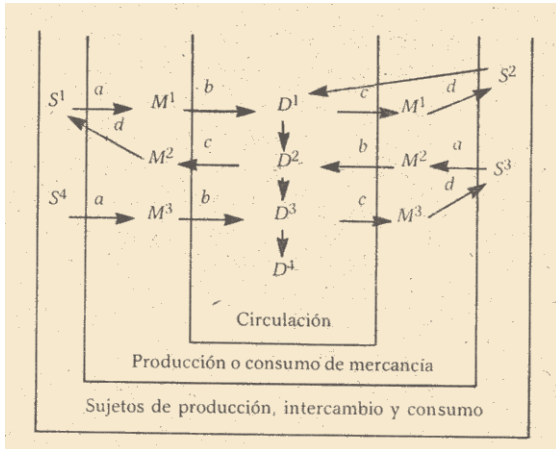 S²
a b c d
S¹ M¹ D¹ M¹
d c b a
M² D² M² S³
S⁴ a b c d
M³ D³ M³
D⁴
Circulación
Producción o consumo de mercancía
Sujetos de producción, intercambio y consumo